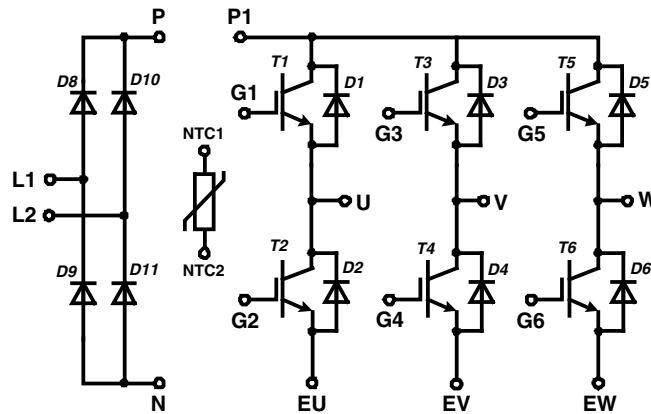 P P1
D8 D10 T1 D1 T3 D3 T5 D5
G1 G3 G5
NTC1
L1
L2
U V W
NTC2
D9 D11 T2 D2 T4 D4 T6 D6
G2 G4 G6
N EU EV EW